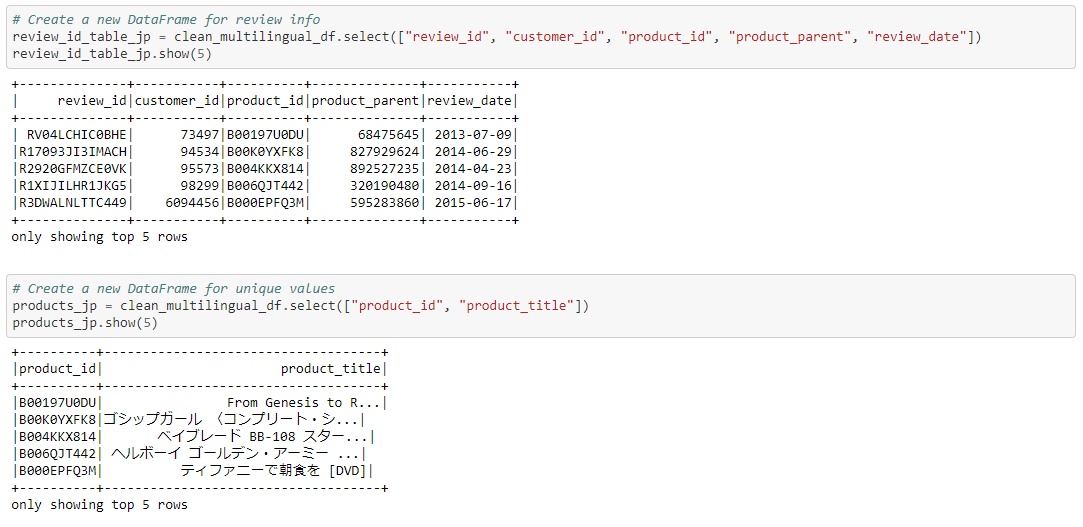 # Create a new DataFrame for review info
review_id_table_jp = clean_multilingual_df.select(["review_id", "customer_id", "product_id", "product_parent", "review_date"])
review_id_table_jp.show(5)
+--------------+-----------+----------+--------------+-----------+
|     review_id|customer_id|product_id|product_parent|review_date|
+--------------+-----------+----------+--------------+-----------+
| RV04LCHIC0BHE|      73497|B00197U0DU|      68475645| 2013-07-09|
|R17093JI3IMACH|      94534|B00K0YXFK8|     827929624| 2014-06-29|
|R2920GFMZCE0VK|      95573|B004KKX814|     892527235| 2014-04-23|
|R1XIJILHR1JKG5|      98299|B006QJT442|     320190480| 2014-09-16|
|R3DWALNLTTC449|    6094456|B000EPFQ3M|     595283860| 2015-06-17|
+--------------+-----------+----------+--------------+-----------+
only showing top 5 rows
# Create a new DataFrame for unique values
products_jp = clean_multilingual_df.select(["product_id", "product_title"])
products_jp.show(5)
+----------+------------------------------------+
|product_id|                       product_title|
+----------+------------------------------------+
|B00197U0DU|                From Genesis to R...|
|B00K0YXFK8|ゴシップガール 〈コンプリート・シ...|
|B004KKX814|       ベイブレード BB-108 スター...|
|B006QJT442| ヘルボーイ ゴールデン・アーミー ...|
|B000EPFQ3M|          ティファニーで朝食を [DVD]|
+----------+------------------------------------+
only showing top 5 rows